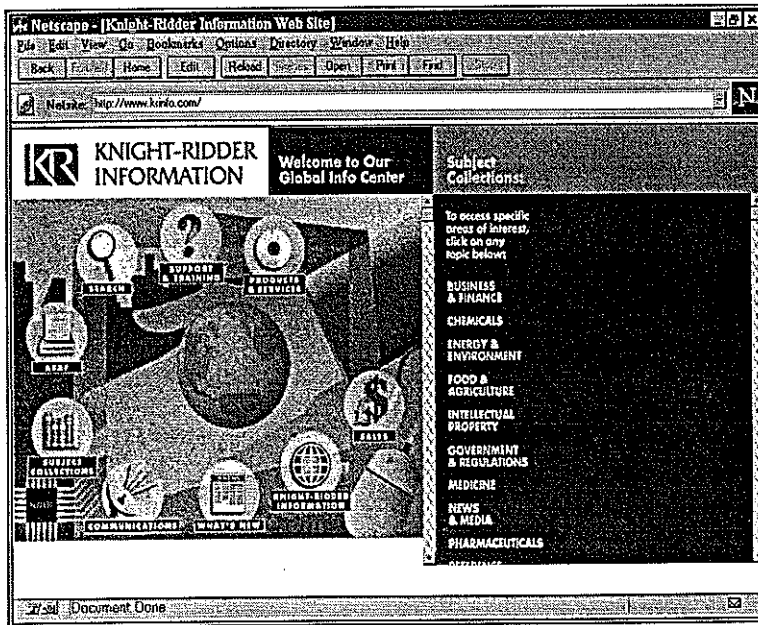 Netscape - [Knight-Ridder Information Web Site]
File Edit View Go Bookmarks Options Directory Window Help
Back Home Edit Reload Open Print Find
Netsite: http://www.krinfo.com/
N
KR
KNIGHT-RIDDER
INFORMATION
Welcome to Our
Global Info Center
Subject
Collections:
To access specific
areas of interest,
click on any
topic below:
BUSINESS
& FINANCE
CHEMICALS
ENERGY &
ENVIRONMENT
FOOD &
AGRICULTURE
INTELLECTUAL
PROPERTY
GOVERNMENT
& REGULATIONS
MEDICINE
NEWS
& MEDIA
PHARMACEUTICALS
REFERENCE
SEARCH
SUPPORT
& TRAINING
PRODUCTS
& SERVICES
SALES
SUBJECT
COLLECTIONS
COMMUNICATIONS
WHAT'S NEW
KNIGHT-RIDDER
INFORMATION
Document: Done